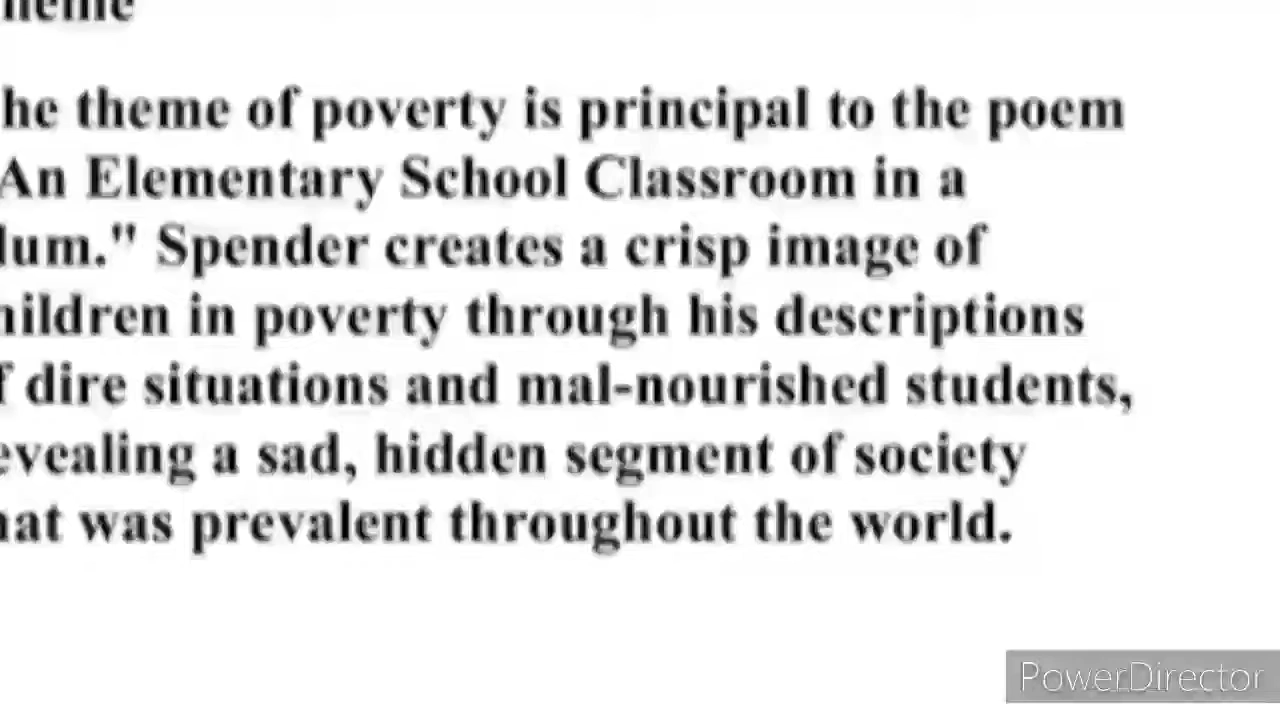 heme
he theme of poverty is principal to the poem
An Elementary School Classroom in a
lum." Spender creates a crisp image of
hildren in poverty through his descriptions
f dire situations and mal-nourished students,
evealing a sad, hidden segment of society
hat was prevalent throughout the world.
PowerDirector